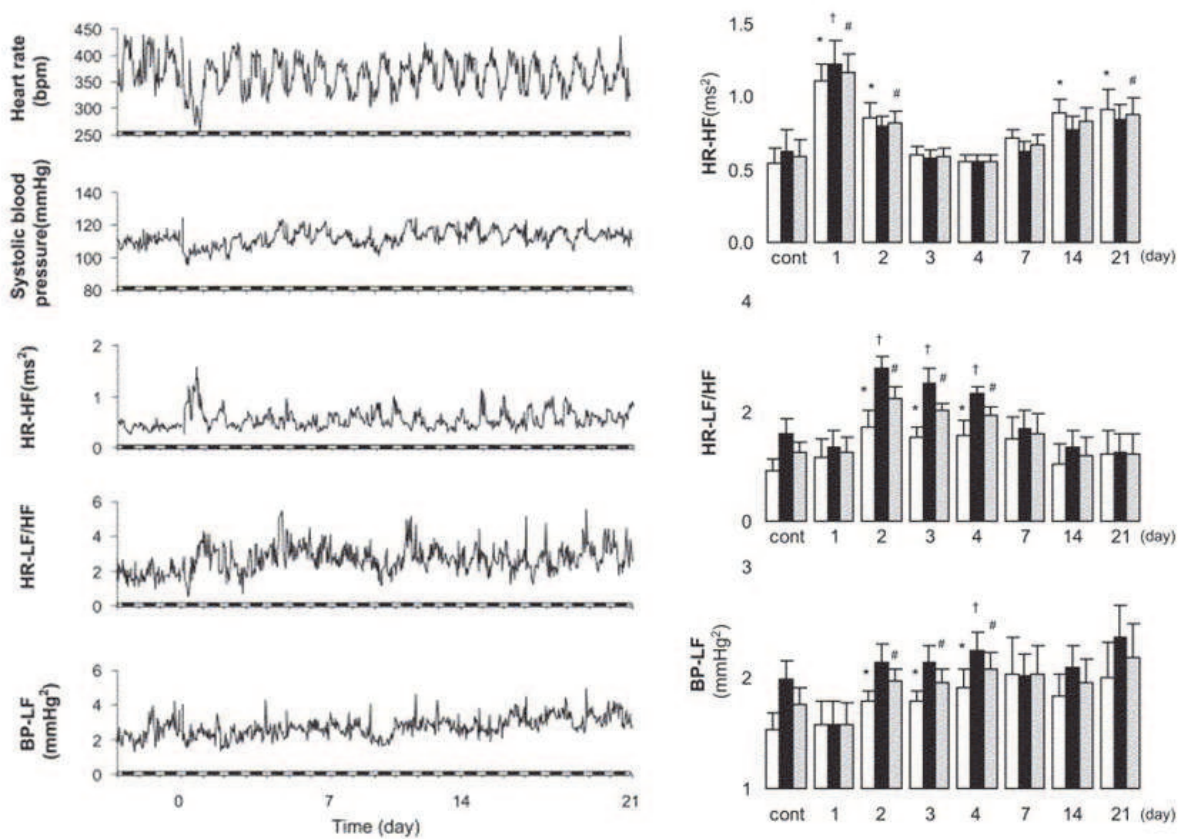 Heart rate
(bpm)
450
400
350
300
250
Systolic blood
pressure(mmHg)
140
120
100
80
HR-HF(ms²)
2
1
0
HR-LF/HF
6
4
2
0
BP-LF
(mmHg²)
6
4
2
0
0 7 14 21
Time (day)
HR-HF(ms²)
1.5
1.0
0.5
0.0
* † #
* #
*
* #
cont 1 2 3 4 7 14 21 (day)
HR-LF/HF
4
2
0
* † #
* † #
* † #
cont 1 2 3 4 7 14 21 (day)
BP-LF
(mmHg²)
3
2
1
* #
* #
* † #
cont 1 2 3 4 7 14 21 (day)